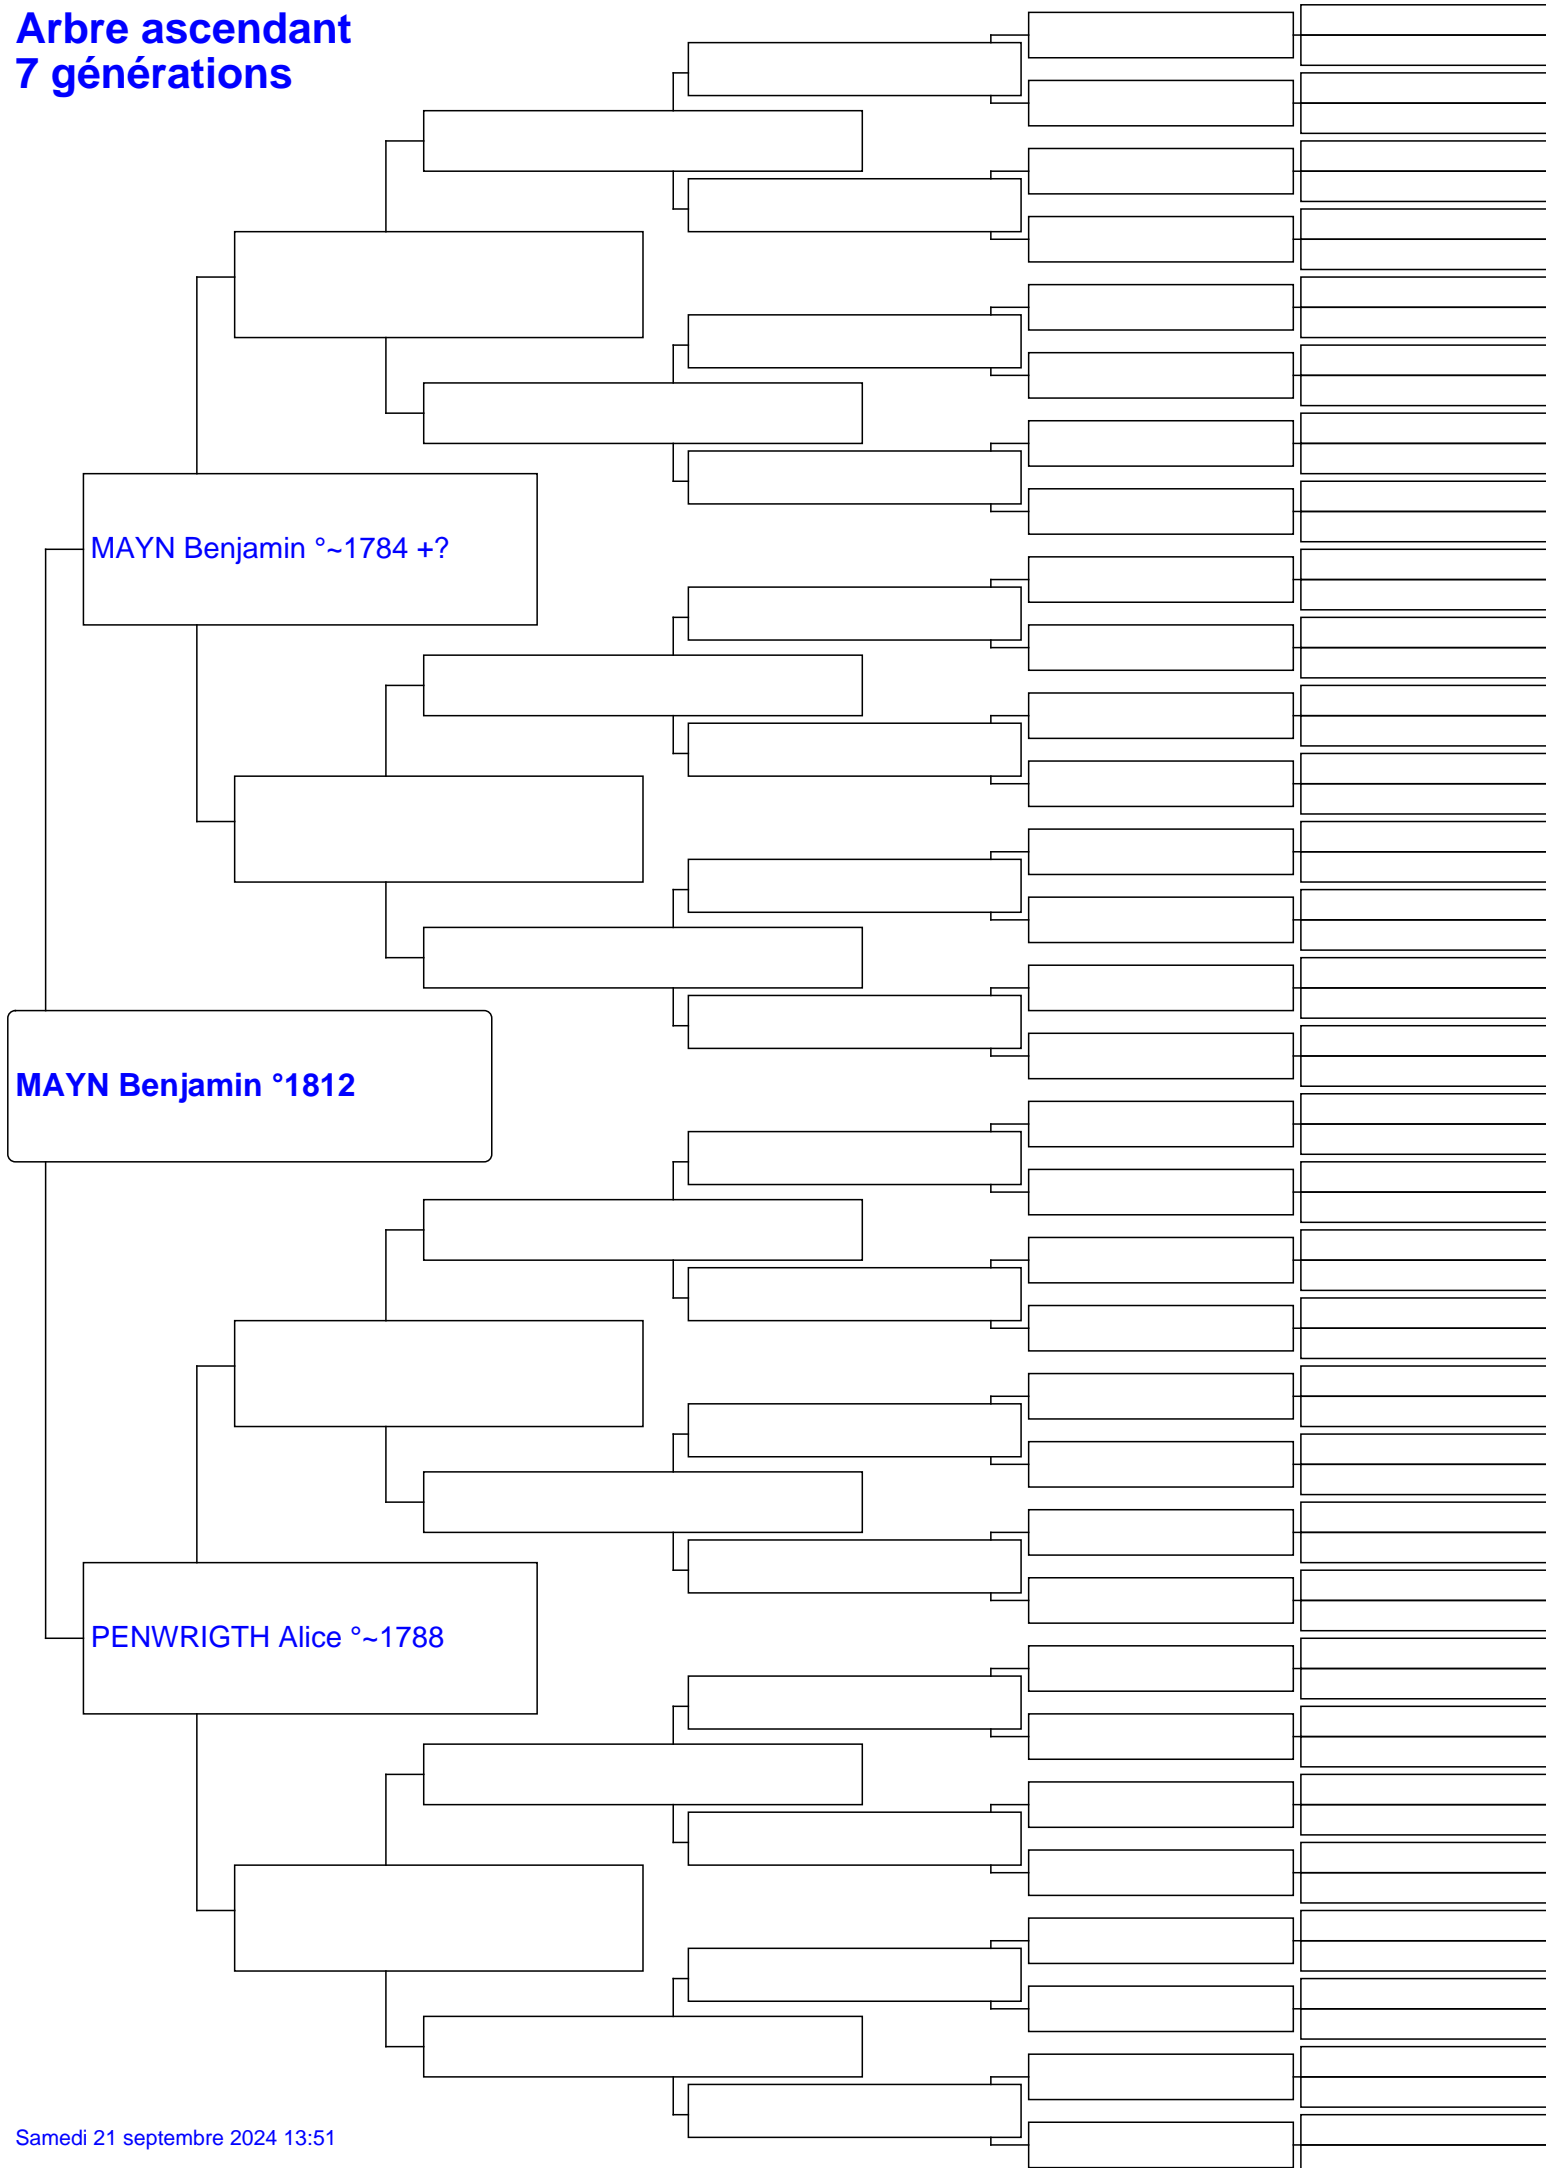 Arbre ascendant
7 générations
MAYN Benjamin °~1784 +?
MAYN Benjamin °1812
PENWRIGTH Alice °~1788
Samedi 21 septembre 2024 13:51